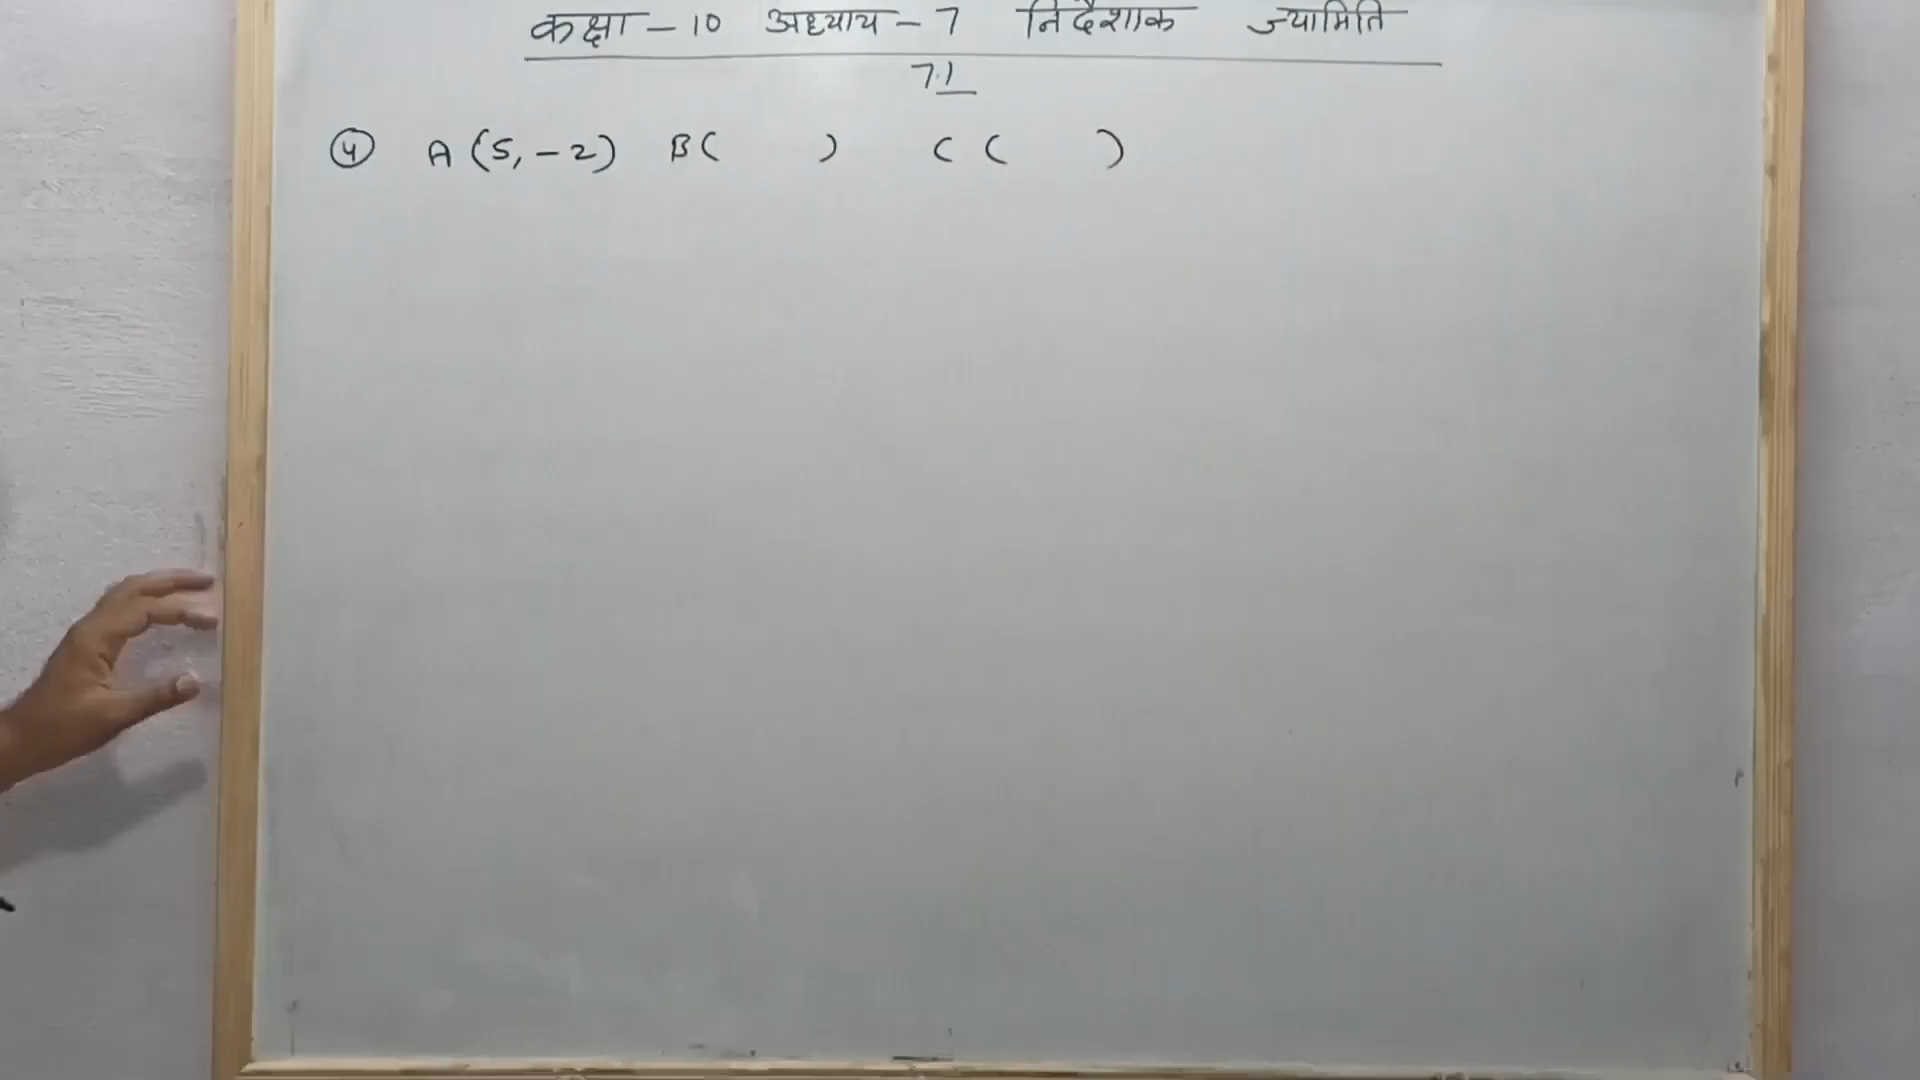 कक्षा - 10 अध्याय - 7 निर्देशाक ज्यामिति
7.1
④ A (5, -2) B( ) C ( )